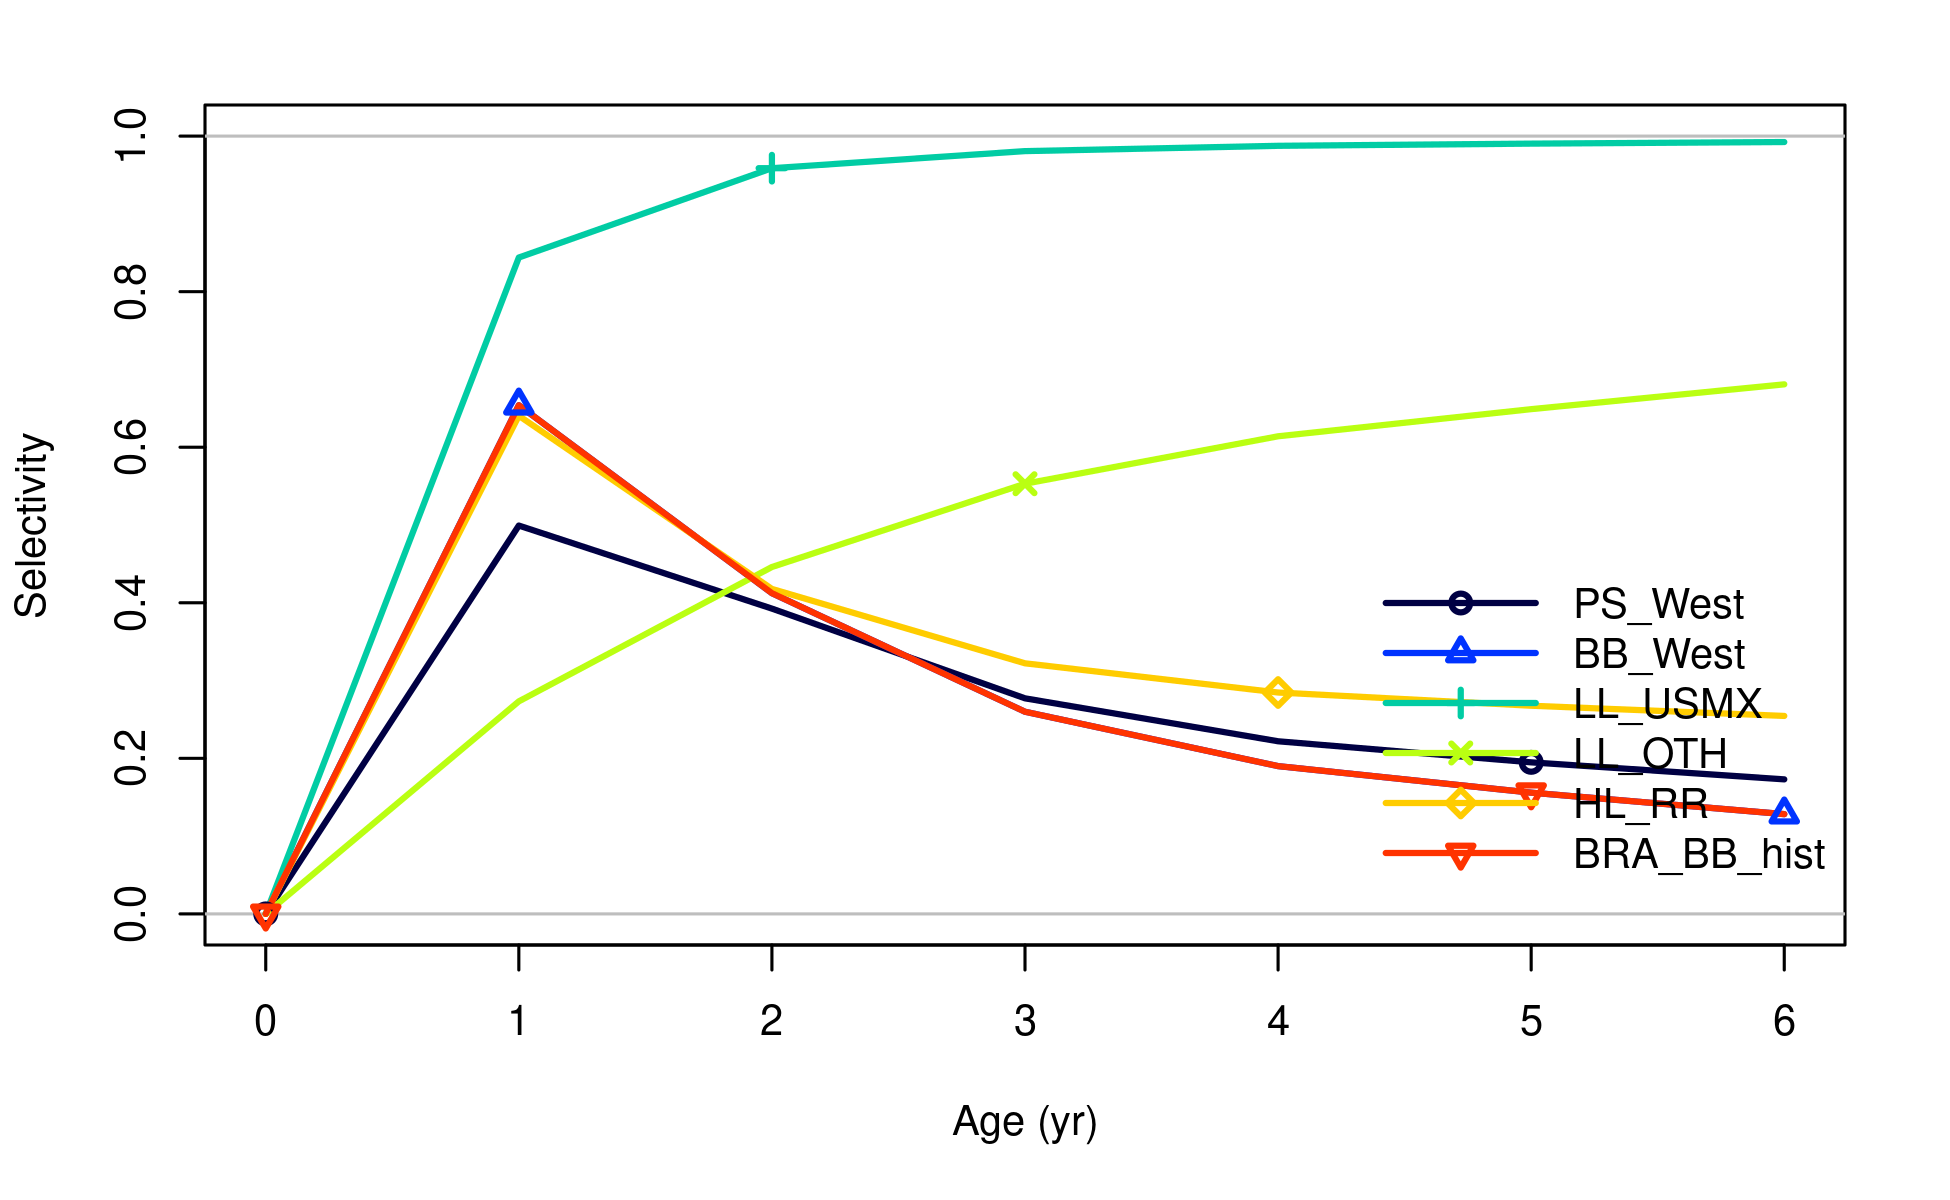 1.0
0.8
0.6
0.4
0.2
0.0
Selectivity
PS_West
BB_West
LL_USMX
LL_OTH
HL_RR
BRA_BB_hist
0 1 2 3 4 5 6
Age (yr)